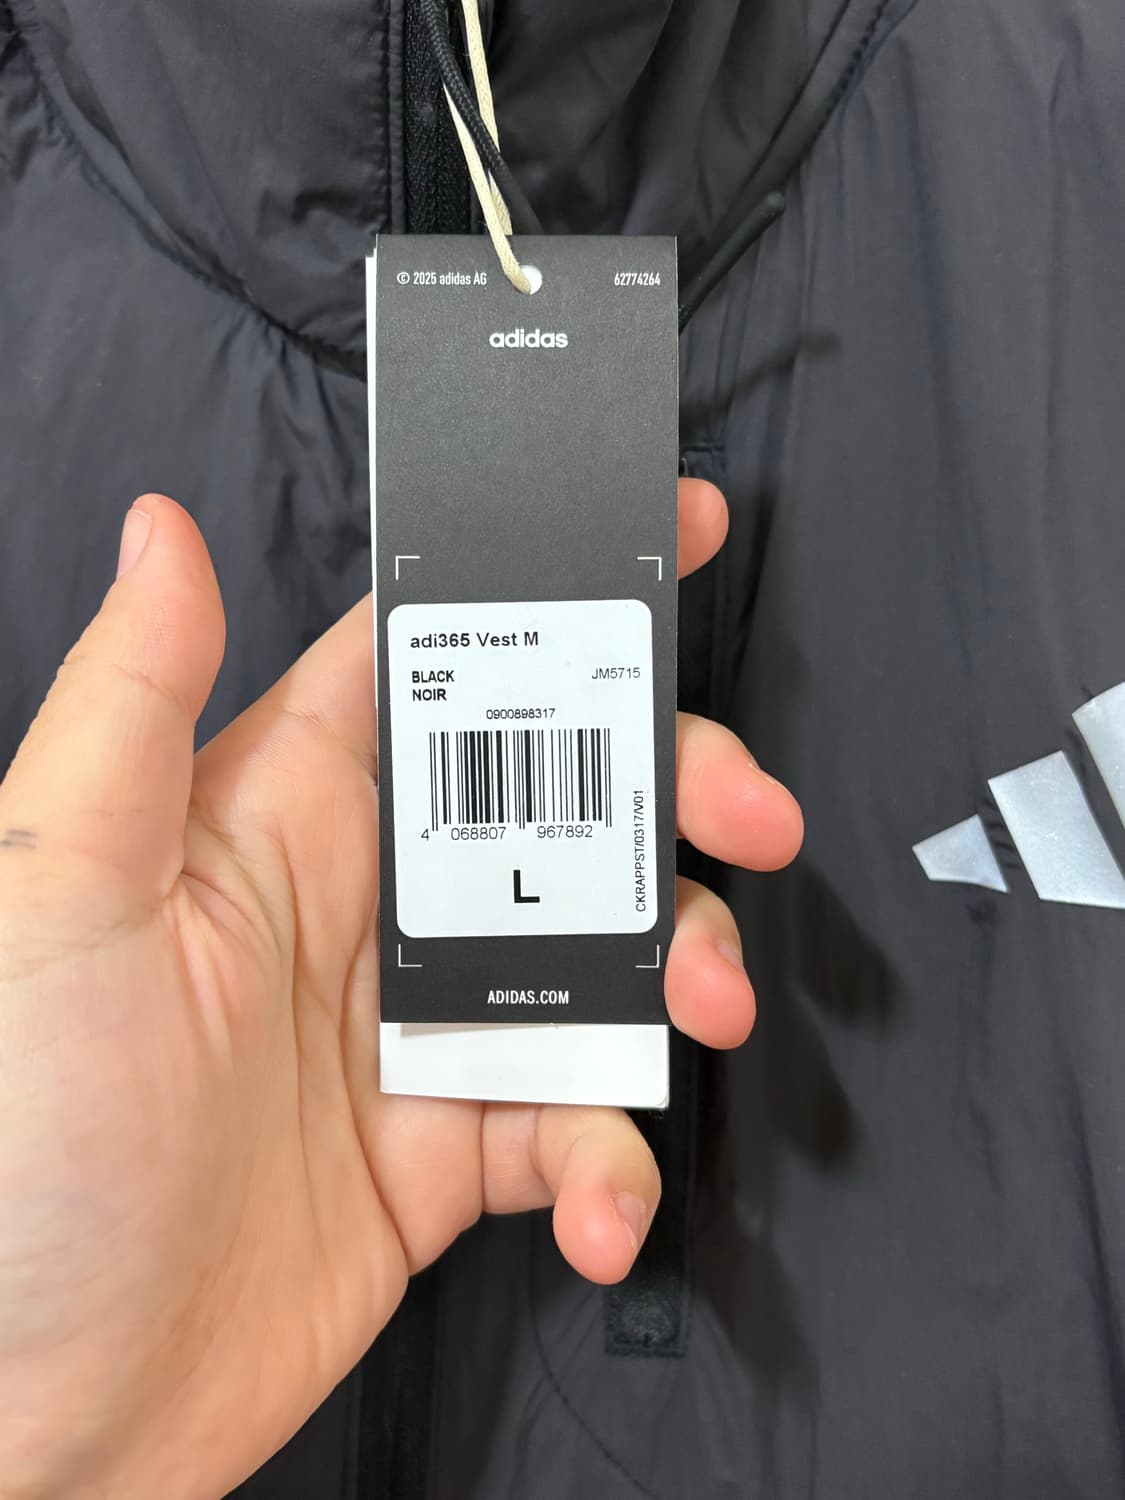 © 2025 adidas AG
62774264
adidas
adi365 Vest M
BLACK
JM5715
NOIR
0900898317
4 068807 967892
CKRAPPST/0317/V01
L
ADIDAS.COM